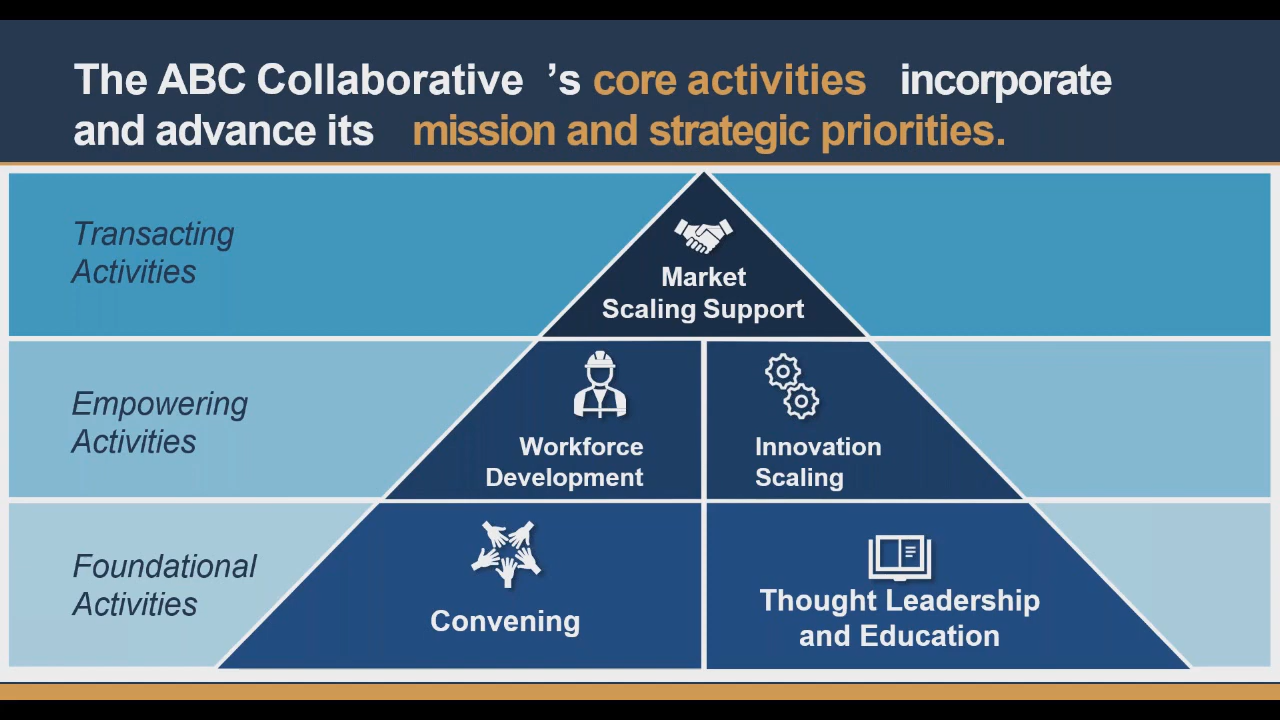 The ABC Collaborative 's core activities incorporate
and advance its mission and strategic priorities.
Transacting
Activities
Market
Scaling Support
Empowering
Activities
Workforce
Development
Innovation
Scaling
Foundational
Activities
Convening
Thought Leadership
and Education